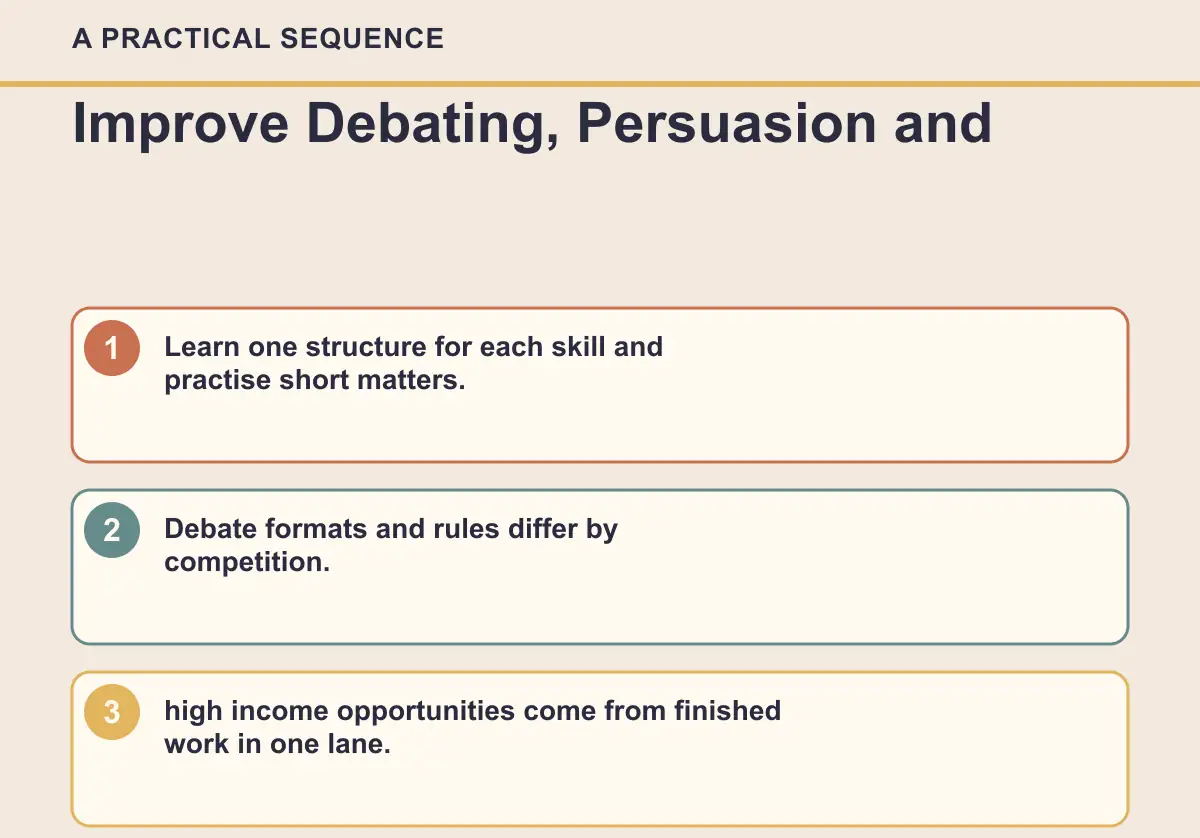 A PRACTICAL SEQUENCE
Improve Debating, Persuasion and
1
Learn one structure for each skill and
practise short matters.
2
Debate formats and rules differ by
competition.
3
high income opportunities come from finished
work in one lane.